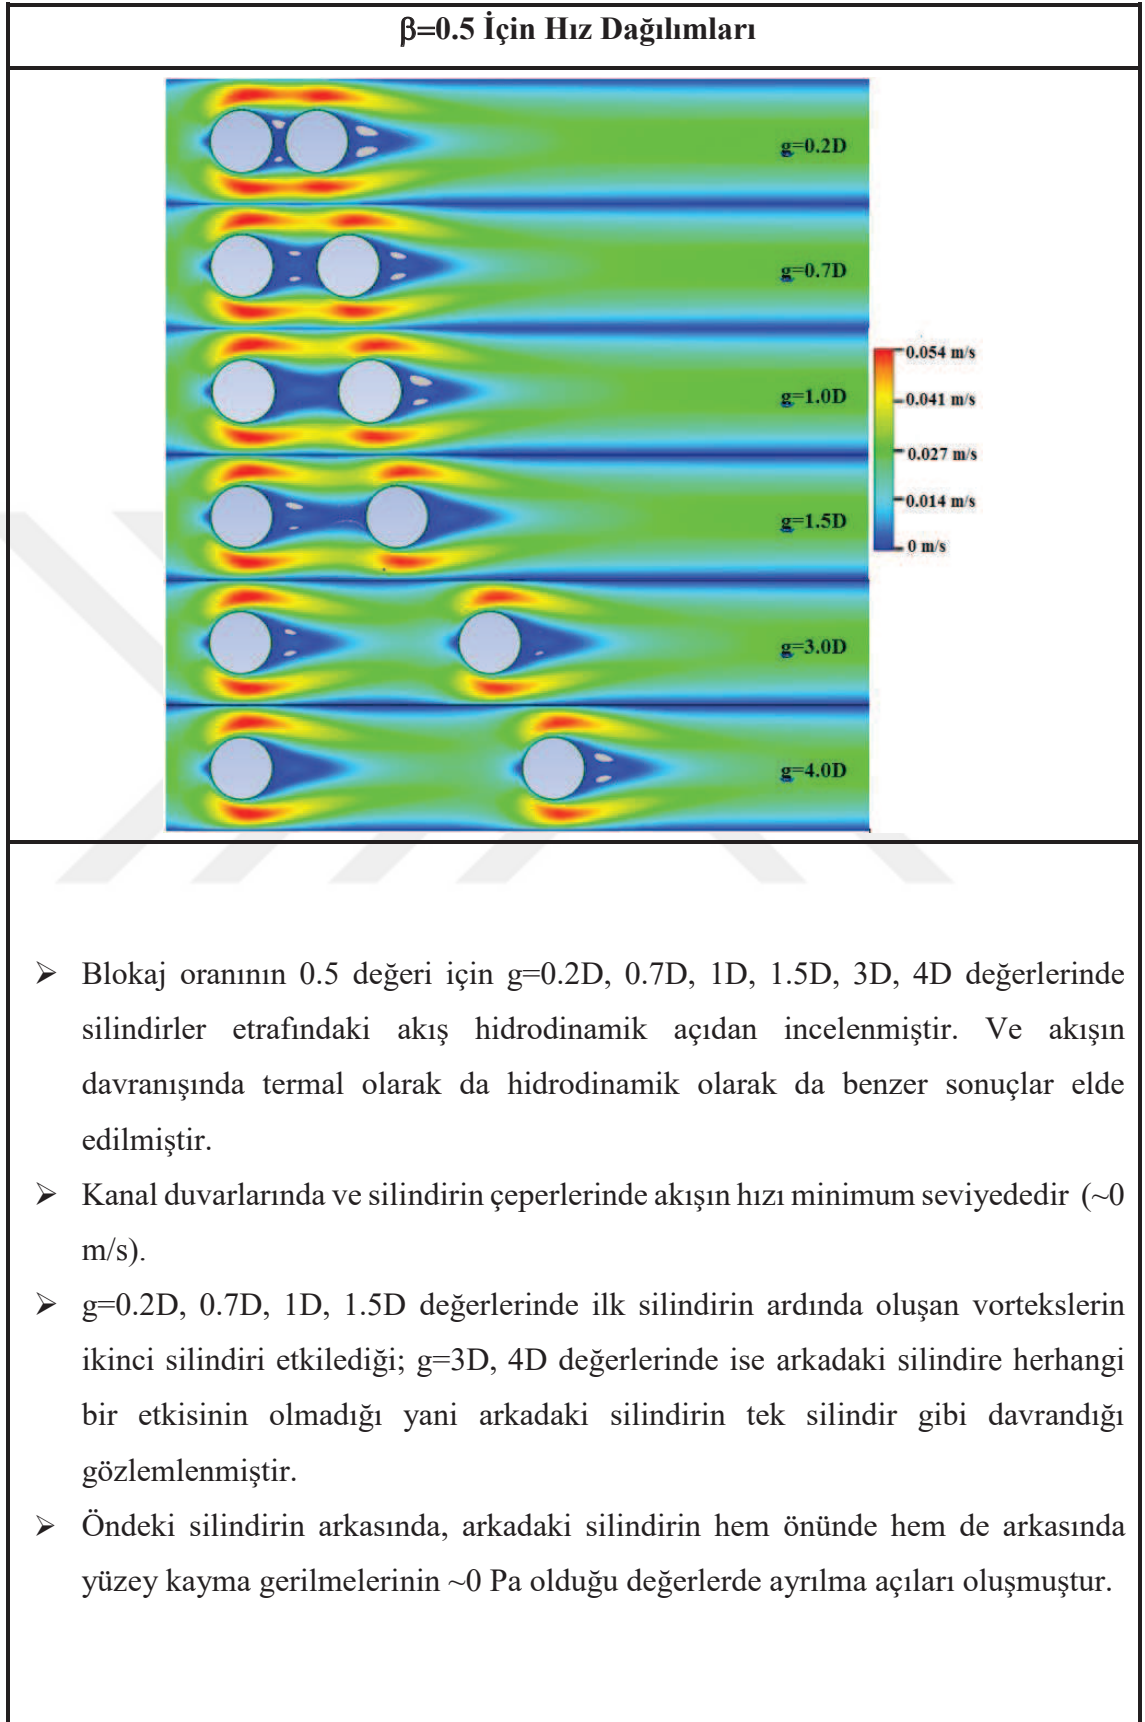 β=0.5 İçin Hız Dağılımları
g=0.2D
g=0.7D
g=1.0D
g=1.5D
g=3.0D
g=4.0D
0.054 m/s
0.041 m/s
0.027 m/s
0.014 m/s
0 m/s
➢ Blokaj oranının 0.5 değeri için g=0.2D, 0.7D, 1D, 1.5D, 3D, 4D değerlerinde
silindirler etrafındaki akış hidrodinamik açıdan incelenmiştir. Ve akışın
davranışında termal olarak da hidrodinamik olarak da benzer sonuçlar elde
edilmiştir.
➢ Kanal duvarlarında ve silindirin çeperlerinde akışın hızı minimum seviyededir (~0
m/s).
➢ g=0.2D, 0.7D, 1D, 1.5D değerlerinde ilk silindirin ardında oluşan vortekslerin
ikinci silindiri etkilediği; g=3D, 4D değerlerinde ise arkadaki silindire herhangi
bir etkisinin olmadığı yani arkadaki silindirin tek silindir gibi davrandığı
gözlemlenmiştir.
➢ Öndeki silindirin arkasında, arkadaki silindirin hem önünde hem de arkasında
yüzey kayma gerilmelerinin ~0 Pa olduğu değerlerde ayrılma açıları oluşmuştur.